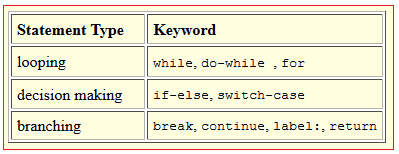 Statement Type Keyword
looping while, do-while , for
decision making if-else, switch-case
branching break, continue, label:, return